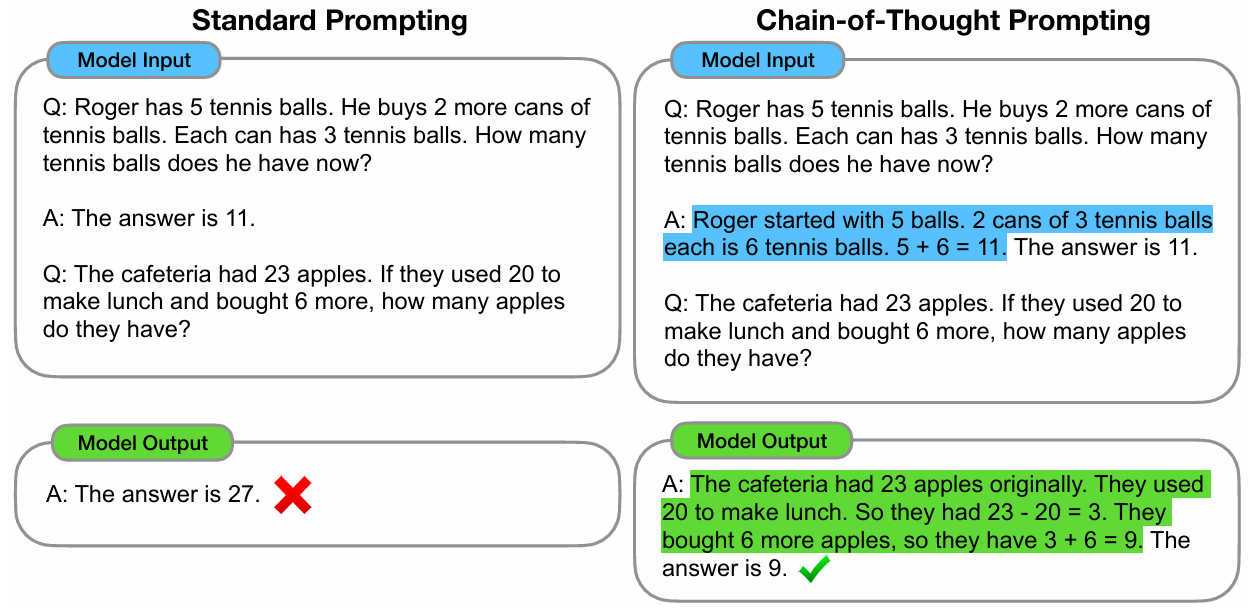 Standard Prompting
Model Input
Q: Roger has 5 tennis balls. He buys 2 more cans of
tennis balls. Each can has 3 tennis balls. How many
tennis balls does he have now?
A: The answer is 11.
Q: The cafeteria had 23 apples. If they used 20 to
make lunch and bought 6 more, how many apples
do they have?
Model Output
A: The answer is 27.
Chain-of-Thought Prompting
Model Input
Q: Roger has 5 tennis balls. He buys 2 more cans of
tennis balls. Each can has 3 tennis balls. How many
tennis balls does he have now?
A: Roger started with 5 balls. 2 cans of 3 tennis balls
each is 6 tennis balls. 5 + 6 = 11. The answer is 11.
Q: The cafeteria had 23 apples. If they used 20 to
make lunch and bought 6 more, how many apples
do they have?
Model Output
A: The cafeteria had 23 apples originally. They used
20 to make lunch. So they had 23 - 20 = 3. They
bought 6 more apples, so they have 3 + 6 = 9. The
answer is 9.